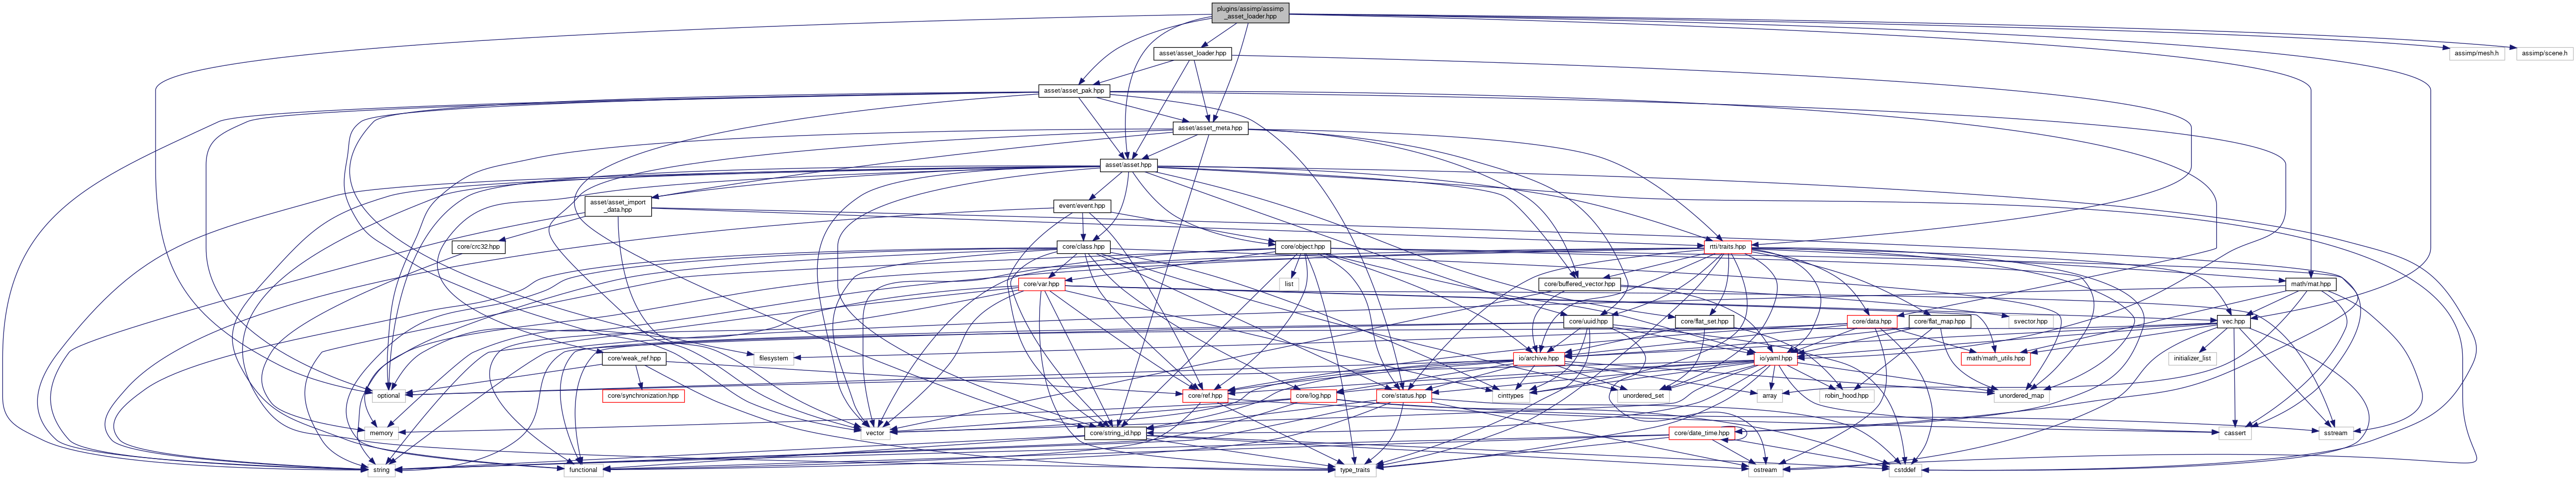 plugins/assimp/assimp
_asset_loader.hpp
asset/asset_loader.hpp
assimp/mesh.h
assimp/scene.h
asset/asset_pak.hpp
asset/asset_meta.hpp
asset/asset.hpp
asset/asset_import
_data.hpp
event/event.hpp
core/crc32.hpp
core/class.hpp
core/object.hpp
rtti/traits.hpp
core/var.hpp
list
core/buffered_vector.hpp
math/mat.hpp
core/flat_set.hpp
core/uuid.hpp
svector.hpp
core/data.hpp
core/flat_map.hpp
vec.hpp
core/weak_ref.hpp
filesystem
io/archive.hpp
io/yaml.hpp
math/math_utils.hpp
initializer_list
optional
core/synchronization.hpp
core/ref.hpp
core/log.hpp
core/status.hpp
cinttypes
unordered_set
array
robin_hood.hpp
unordered_map
memory
vector
core/string_id.hpp
core/date_time.hpp
cassert
sstream
string
functional
type_traits
ostream
cstddef